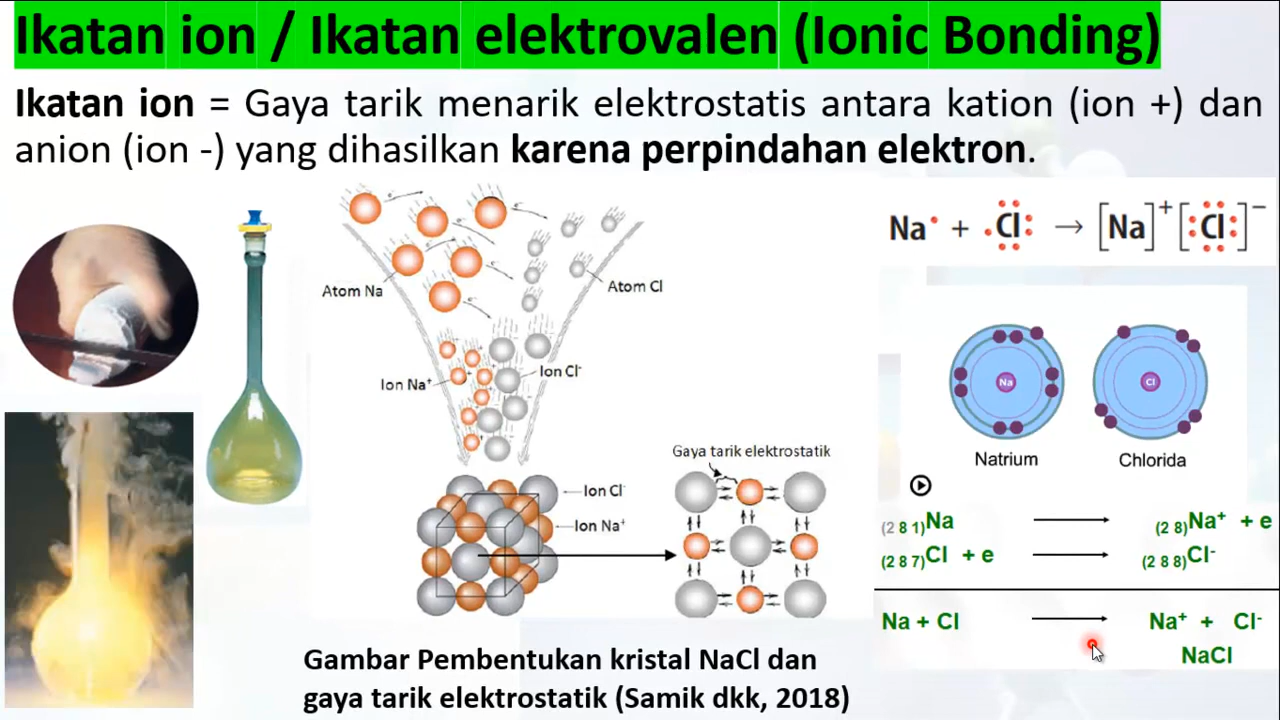 Ikatan ion / Ikatan elektrovalen (Ionic Bonding)
Ikatan ion = Gaya tarik menarik elektrostatis antara kation (ion +) dan
anion (ion -) yang dihasilkan karena perpindahan elektron.
Atom Na
Atom Cl
Ion Na⁺
Ion Cl⁻
Ion Cl⁻
Ion Na⁺
Gaya tarik elektrostatik
Gambar Pembentukan kristal NaCl dan
gaya tarik elektrostatik (Samik dkk, 2018)
Na + Cl → [Na]⁺ [Cl]⁻
Na
Cl
Natrium
Chlorida
(2 8 1)Na → (2 8)Na⁺ + e
(2 8 7)Cl + e → (2 8 8)Cl⁻
Na + Cl → Na⁺ + Cl⁻
NaCl